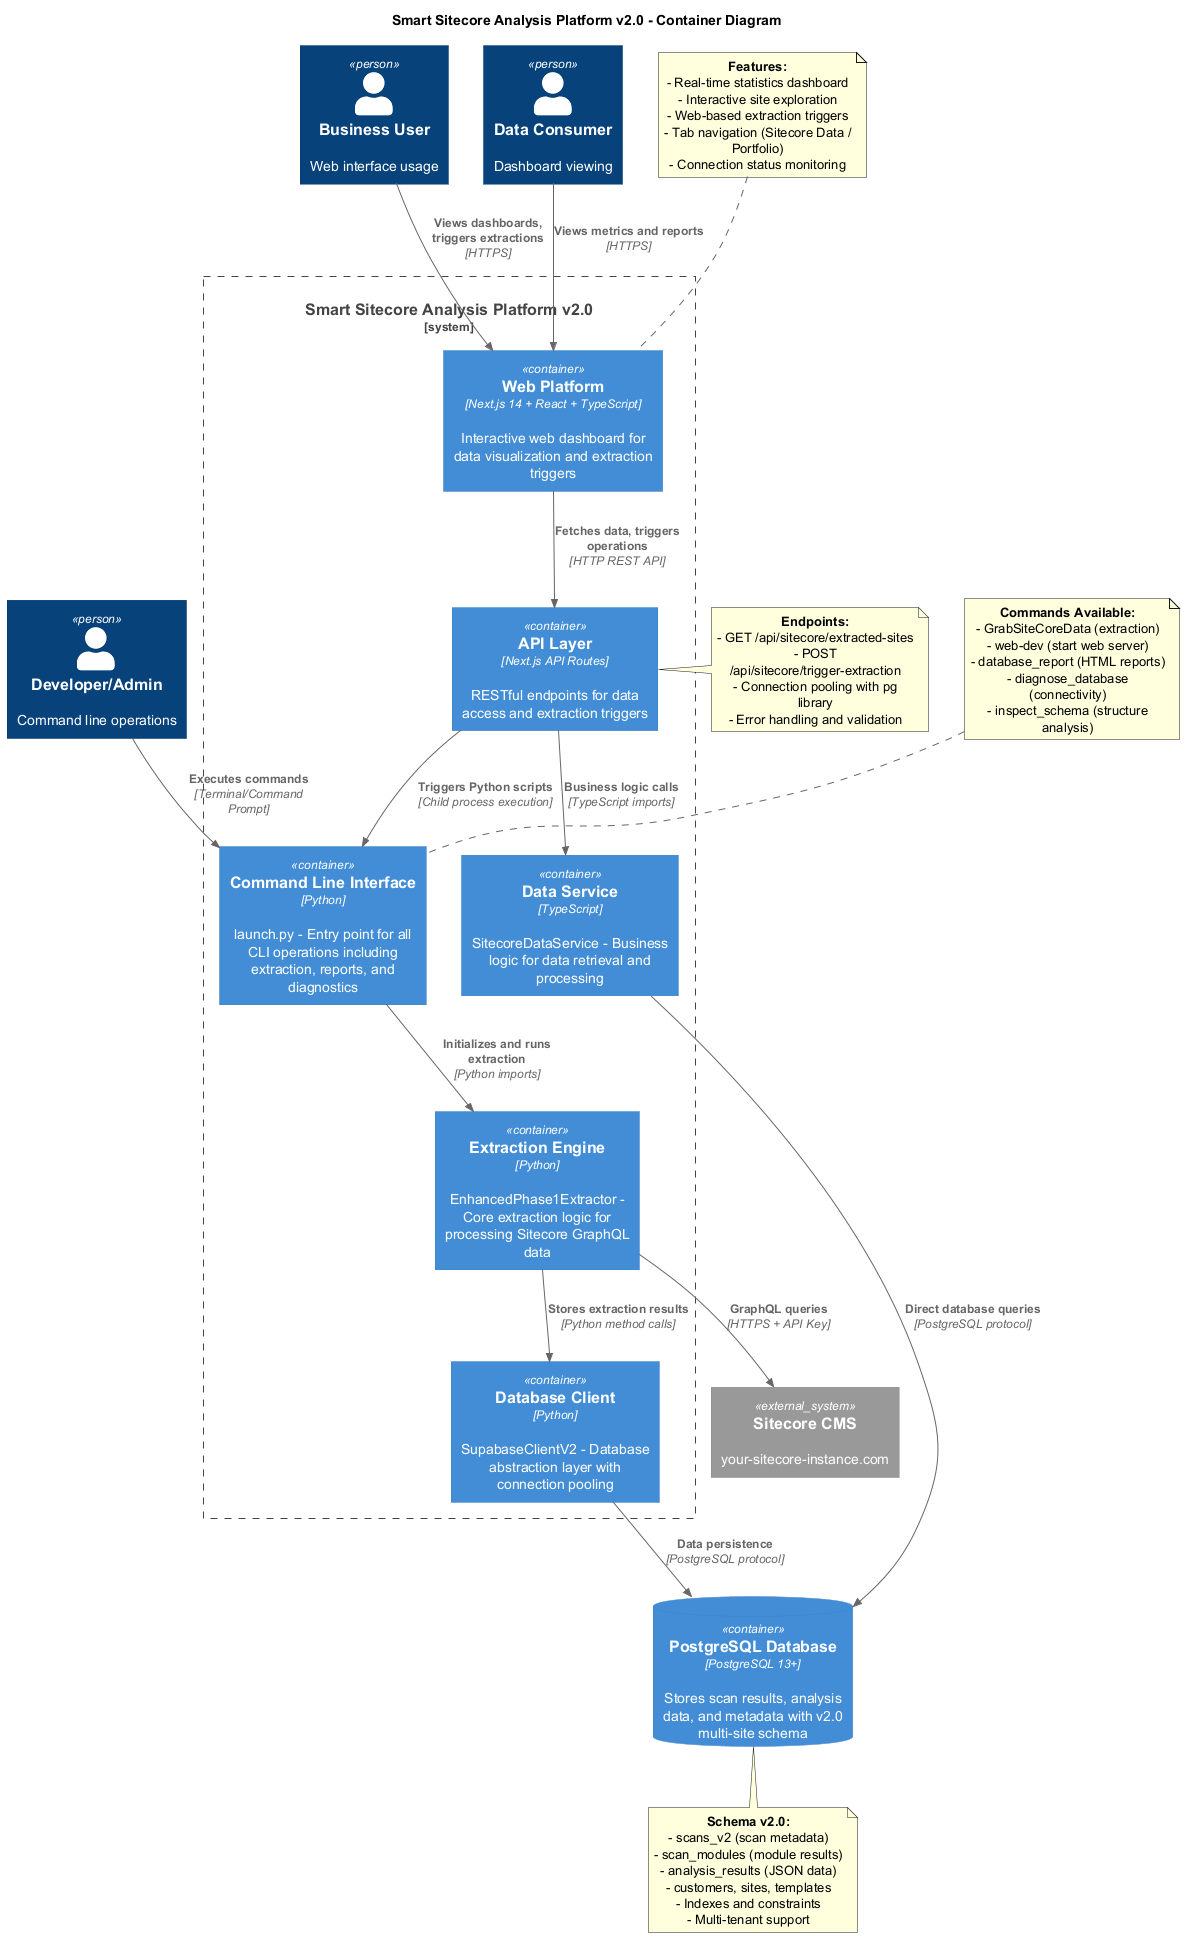 Smart Sitecore Analysis Platform v2.0 - Container Diagram
«person»
Business User
Web interface usage
«person»
Data Consumer
Dashboard viewing
Features:
- Real-time statistics dashboard
- Interactive site exploration
- Web-based extraction triggers
- Tab navigation (Sitecore Data /
Portfolio)
- Connection status monitoring
Views dashboards,
triggers extractions
[HTTPS]
Views metrics and reports
[HTTPS]
Smart Sitecore Analysis Platform v2.0
[system]
«container»
Web Platform
[Next.js 14 + React + TypeScript]
Interactive web dashboard for
data visualization and extraction
triggers
Fetches data, triggers
operations
[HTTP REST API]
«person»
Developer/Admin
Command line operations
«container»
API Layer
[Next.js API Routes]
RESTful endpoints for data
access and extraction triggers
Endpoints:
- GET /api/sitecore/extracted-sites
- POST
/api/sitecore/trigger-extraction
- Connection pooling with pg
library
- Error handling and validation
Commands Available:
- GrabSiteCoreData (extraction)
- web-dev (start web server)
- database_report (HTML reports)
- diagnose_database
(connectivity)
- inspect_schema (structure
analysis)
Executes commands
[Terminal/Command
Prompt]
Triggers Python scripts
[Child process execution]
Business logic calls
[TypeScript imports]
«container»
Command Line Interface
[Python]
launch.py - Entry point for all
CLI operations including
extraction, reports, and
diagnostics
«container»
Data Service
[TypeScript]
SitecoreDataService - Business
logic for data retrieval and
processing
Initializes and runs
extraction
[Python imports]
«container»
Extraction Engine
[Python]
EnhancedPhase1Extractor -
Core extraction logic for
processing Sitecore GraphQL
data
Stores extraction results
[Python method calls]
GraphQL queries
[HTTPS + API Key]
Direct database queries
[PostgreSQL protocol]
«container»
Database Client
[Python]
SupabaseClientV2 - Database
abstraction layer with
connection pooling
«external_system»
Sitecore CMS
your-sitecore-instance.com
Data persistence
[PostgreSQL protocol]
«container»
PostgreSQL Database
[PostgreSQL 13+]
Stores scan results, analysis
data, and metadata with v2.0
multi-site schema
Schema v2.0:
- scans_v2 (scan metadata)
- scan_modules (module results)
- analysis_results (JSON data)
- customers, sites, templates
- Indexes and constraints
- Multi-tenant support